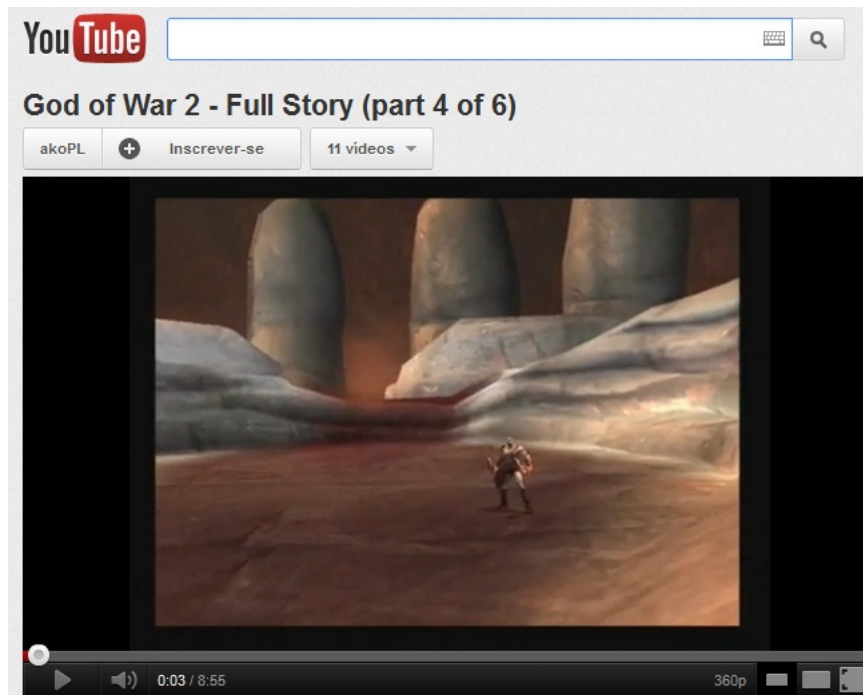 YouTube
God of War 2 - Full Story (part 4 of 6)
akoPL Inscrever-se 11 vídeos
0:03 / 8:55 360p